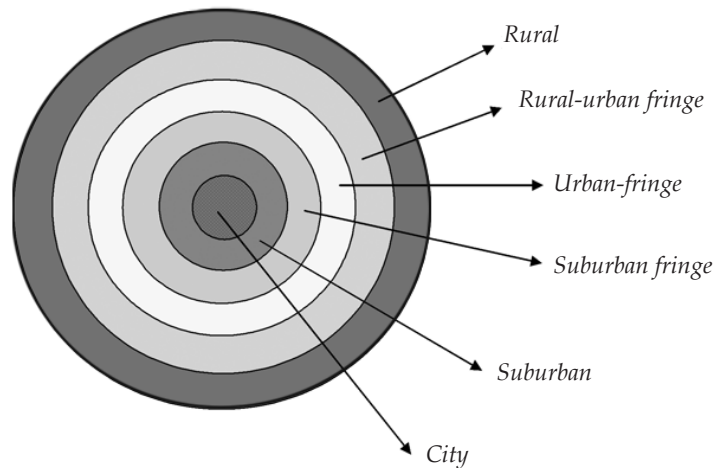 Rural
Rural-urban fringe
Urban-fringe
Suburban fringe
Suburban
City